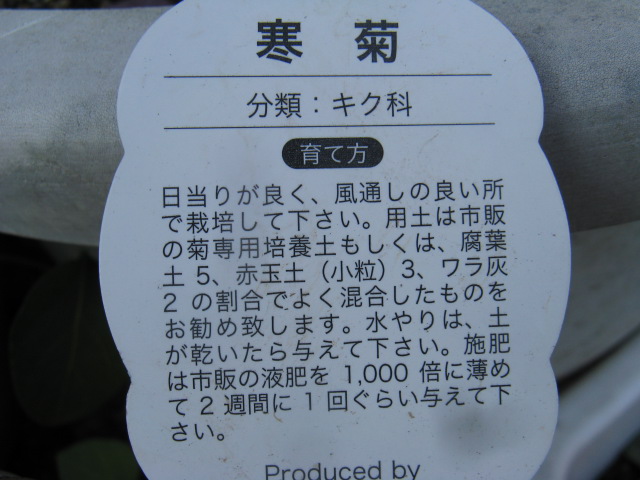 寒菊
分類：キク科
育て方
日当りが良く、風通しの良い所
で栽培して下さい。用土は市販
の菊専用培養土もしくは、腐葉
土 5、赤玉土（小粒）3、ワラ灰
2 の割合でよく混合したものを
お勧め致します。水やりは、土
が乾いたら与えて下さい。施肥
は市販の液肥を 1,000 倍に薄め
て 2 週間に 1 回ぐらい与えて下
さい。
Produced by